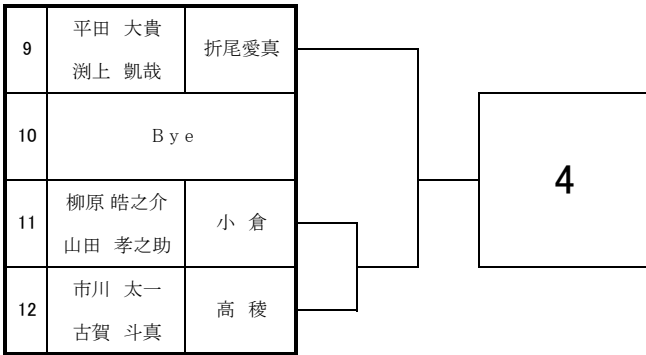 9
平田 大貴
渕上 凱哉
折尾愛真
10
Bye
11
柳原 皓之介
山田 孝之助
小 倉
12
市川 太一
古賀 斗真
高 稜
4